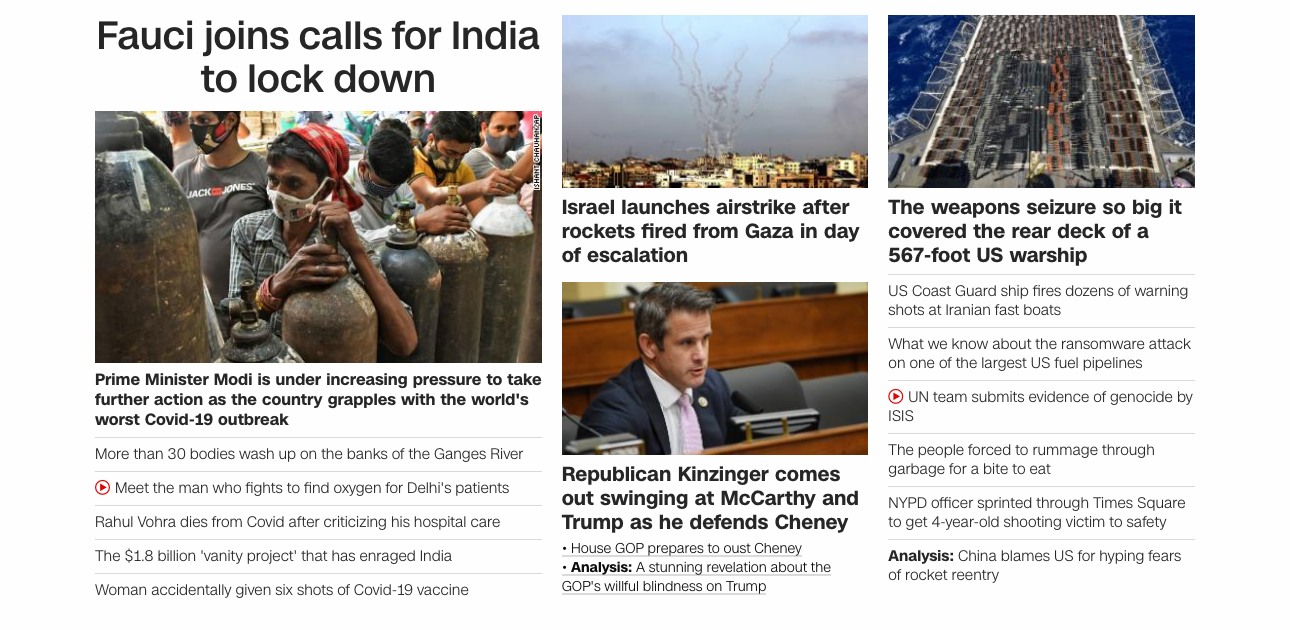 Fauci joins calls for India
to lock down
JACK JONES
ISHANT CHAUHAN/AP
Prime Minister Modi is under increasing pressure to take
further action as the country grapples with the world's
worst Covid-19 outbreak
More than 30 bodies wash up on the banks of the Ganges River
Meet the man who fights to find oxygen for Delhi's patients
Rahul Vohra dies from Covid after criticizing his hospital care
The $1.8 billion 'vanity project' that has enraged India
Woman accidentally given six shots of Covid-19 vaccine
Israel launches airstrike after
rockets fired from Gaza in day
of escalation
Republican Kinzinger comes
out swinging at McCarthy and
Trump as he defends Cheney
• House GOP prepares to oust Cheney
• Analysis: A stunning revelation about the
GOP's willful blindness on Trump
The weapons seizure so big it
covered the rear deck of a
567-foot US warship
US Coast Guard ship fires dozens of warning
shots at Iranian fast boats
What we know about the ransomware attack
on one of the largest US fuel pipelines
UN team submits evidence of genocide by
ISIS
The people forced to rummage through
garbage for a bite to eat
NYPD officer sprinted through Times Square
to get 4-year-old shooting victim to safety
Analysis: China blames US for hyping fears
of rocket reentry